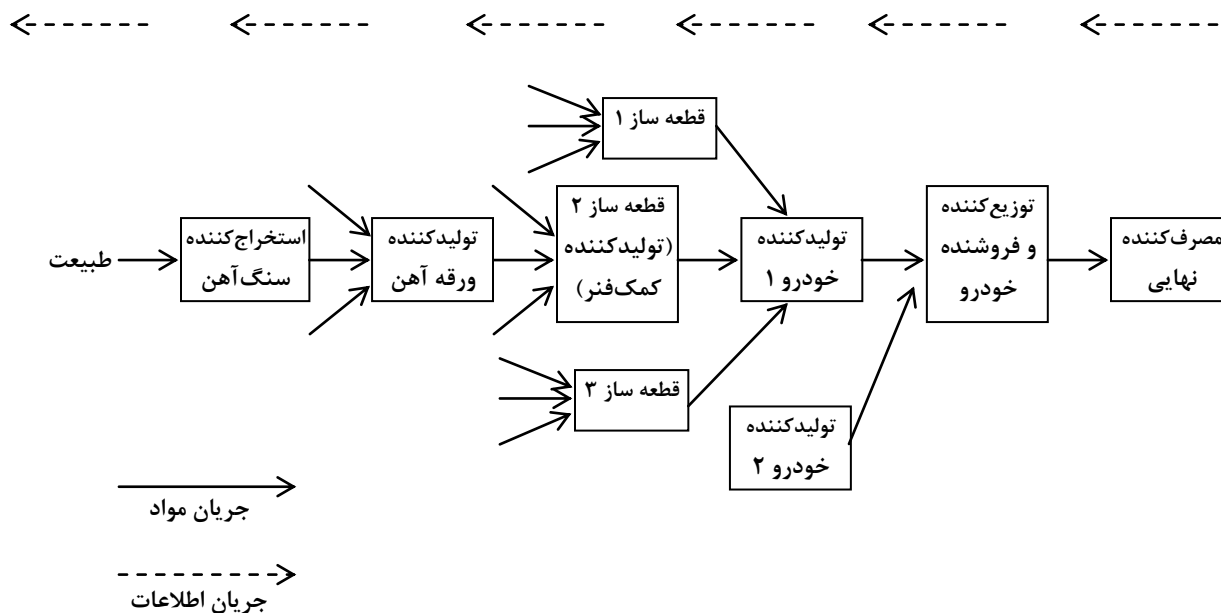 قطعه ساز ۱
طبیعت
استخراج‌کننده
سنگ‌آهن
تولیدکننده
ورقه آهن
قطعه ساز ۲
(تولیدکننده
کمک‌فنر)
تولیدکننده
خودرو ۱
توزیع‌کننده
و فروشنده
خودرو
مصرف‌کننده
نهایی
قطعه ساز ۳
تولیدکننده
خودرو ۲
جریان مواد
جریان اطلاعات